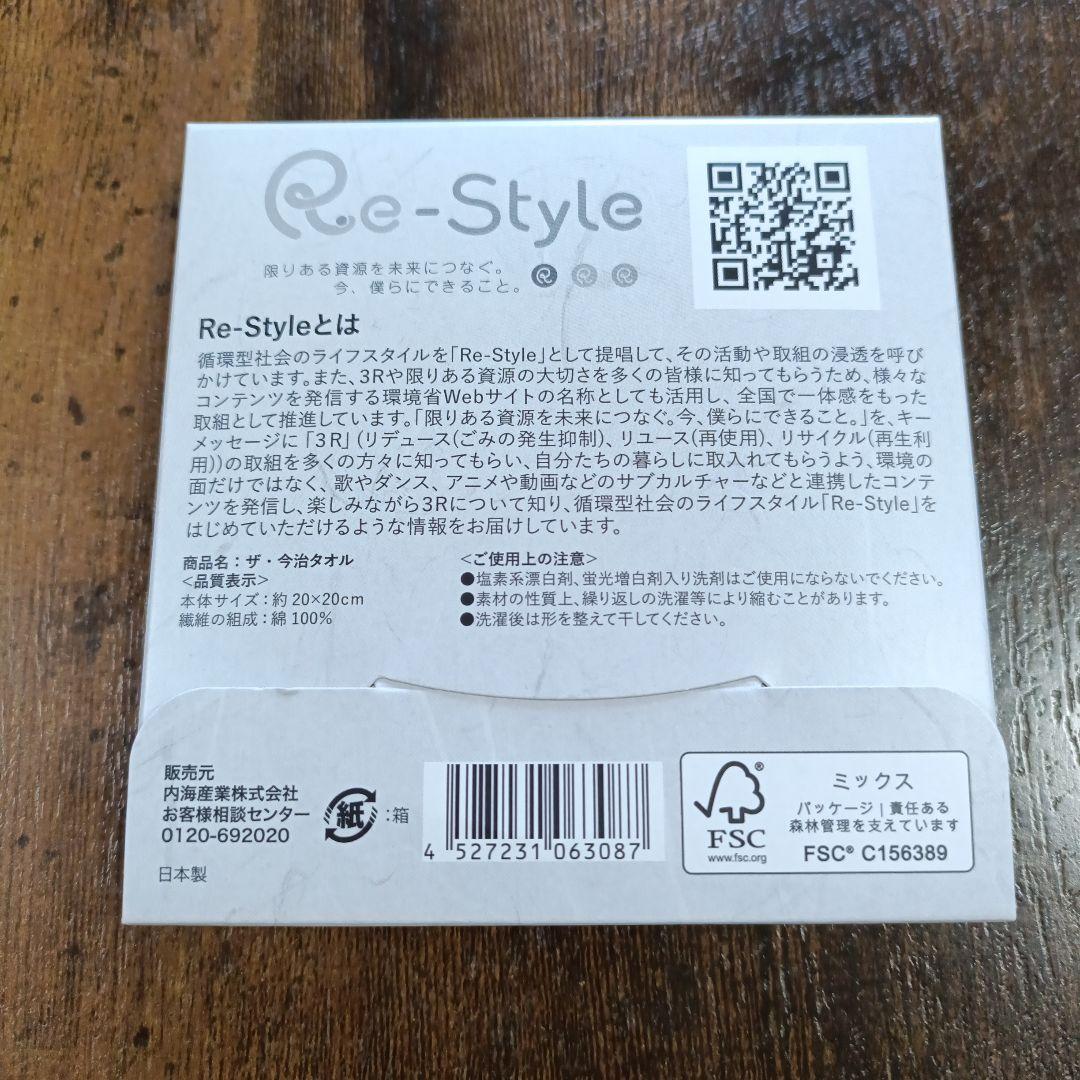 Re-Style
限りある資源を未来につなぐ。
今、僕らにできること。
Re-Styleとは
循環型社会のライフスタイルを「Re-Style」として提唱して、その活動や取組の浸透を呼び
かけています。また、3Rや限りある資源の大切さを多くの皆様に知ってもらうため、様々な
コンテンツを発信する環境省Webサイトの名称としても活用し、全国で一体感をもった
取組として推進しています。「限りある資源を未来につなぐ。今、僕らにできること。」を、キー
メッセージに「3R」(リデュース(ごみの発生抑制)、リユース(再使用)、リサイクル(再生利
用))の取組を多くの方々に知ってもらい、自分たちの暮らしに取入れてもらうよう、環境の
面だけではなく、歌やダンス、アニメや動画などのサブカルチャーなどと連携したコンテ
ンツを発信し、楽しみながら3Rについて知り、循環型社会のライフスタイル「Re-Style」を
はじめていただけるような情報をお届けしています。
商品名:ザ・今治タオル
<品質表示>
本体サイズ:約20×20cm
繊維の組成:綿100%
<ご使用上の注意>
●塩素系漂白剤、蛍光増白剤入り洗剤はご使用にならないでください。
●素材の性質上、繰り返しの洗濯等により縮むことがあります。
●洗濯後は形を整えて干してください。
販売元
内海産業株式会社
お客様相談センター
0120-692020
日本製
紙:箱
4 527231 063087
FSC®
www.fsc.org
ミックス
パッケージ|責任ある
森林管理を支えています
FSC® C156389